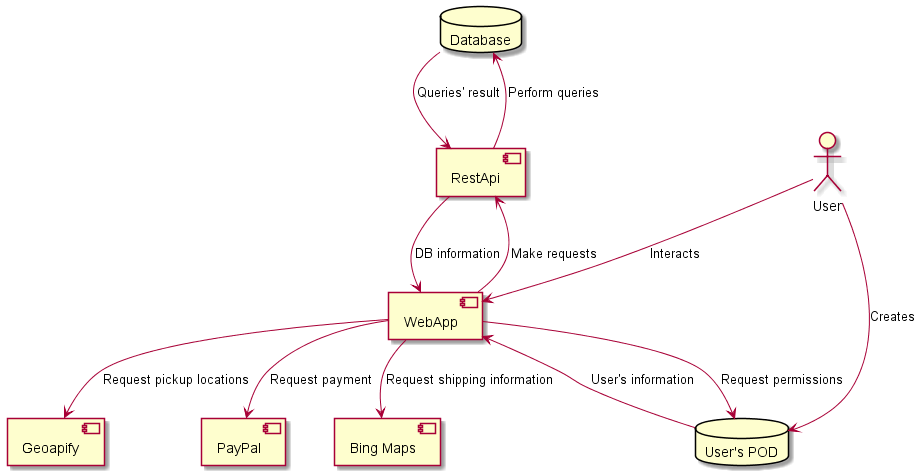 Database
Queries' result
Perform queries
RestApi
User
DB information
Make requests
Interacts
Creates
WebApp
Request pickup locations
Request payment
Request shipping information
User's information
Request permissions
Geoapify
PayPal
Bing Maps
User's POD